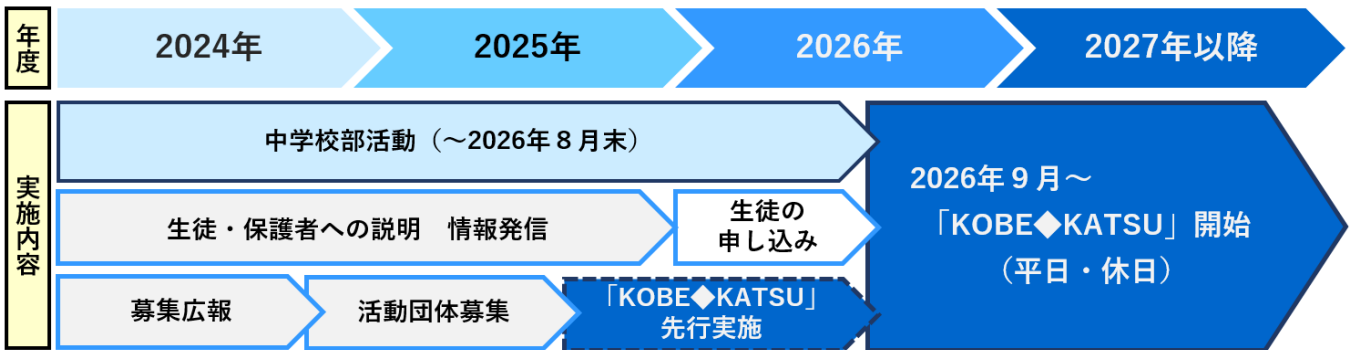 年度
2024年
2025年
2026年
2027年以降
実施内容
中学校部活動（～2026年８月末）
生徒・保護者への説明　情報発信
生徒の
申し込み
募集広報
活動団体募集
「KOBE◆KATSU」
先行実施
2026年９月～
「KOBE◆KATSU」開始
（平日・休日）